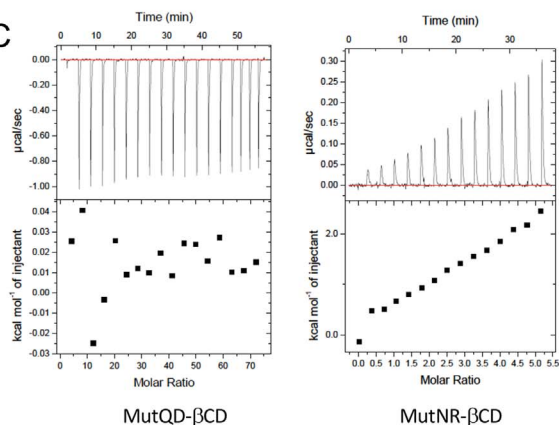 C
Time (min)
0 10 20 30 40 50
0.00
-0.20
-0.40
-0.60
-0.80
-1.00
µcal/sec
0.04
0.03
0.02
0.01
0.00
-0.01
-0.02
-0.03
kcal mol-1 of injectant
0 10 20 30 40 50 60 70
Molar Ratio
MutQD-βCD
Time (min)
0 10 20 30
0.30
0.25
0.20
0.15
0.10
0.05
0.00
µcal/sec
2.0
0.0
kcal mol-1 of injectant
0.0 0.5 1.0 1.5 2.0 2.5 3.0 3.5 4.0 4.5 5.0 5.5
Molar Ratio
MutNR-βCD